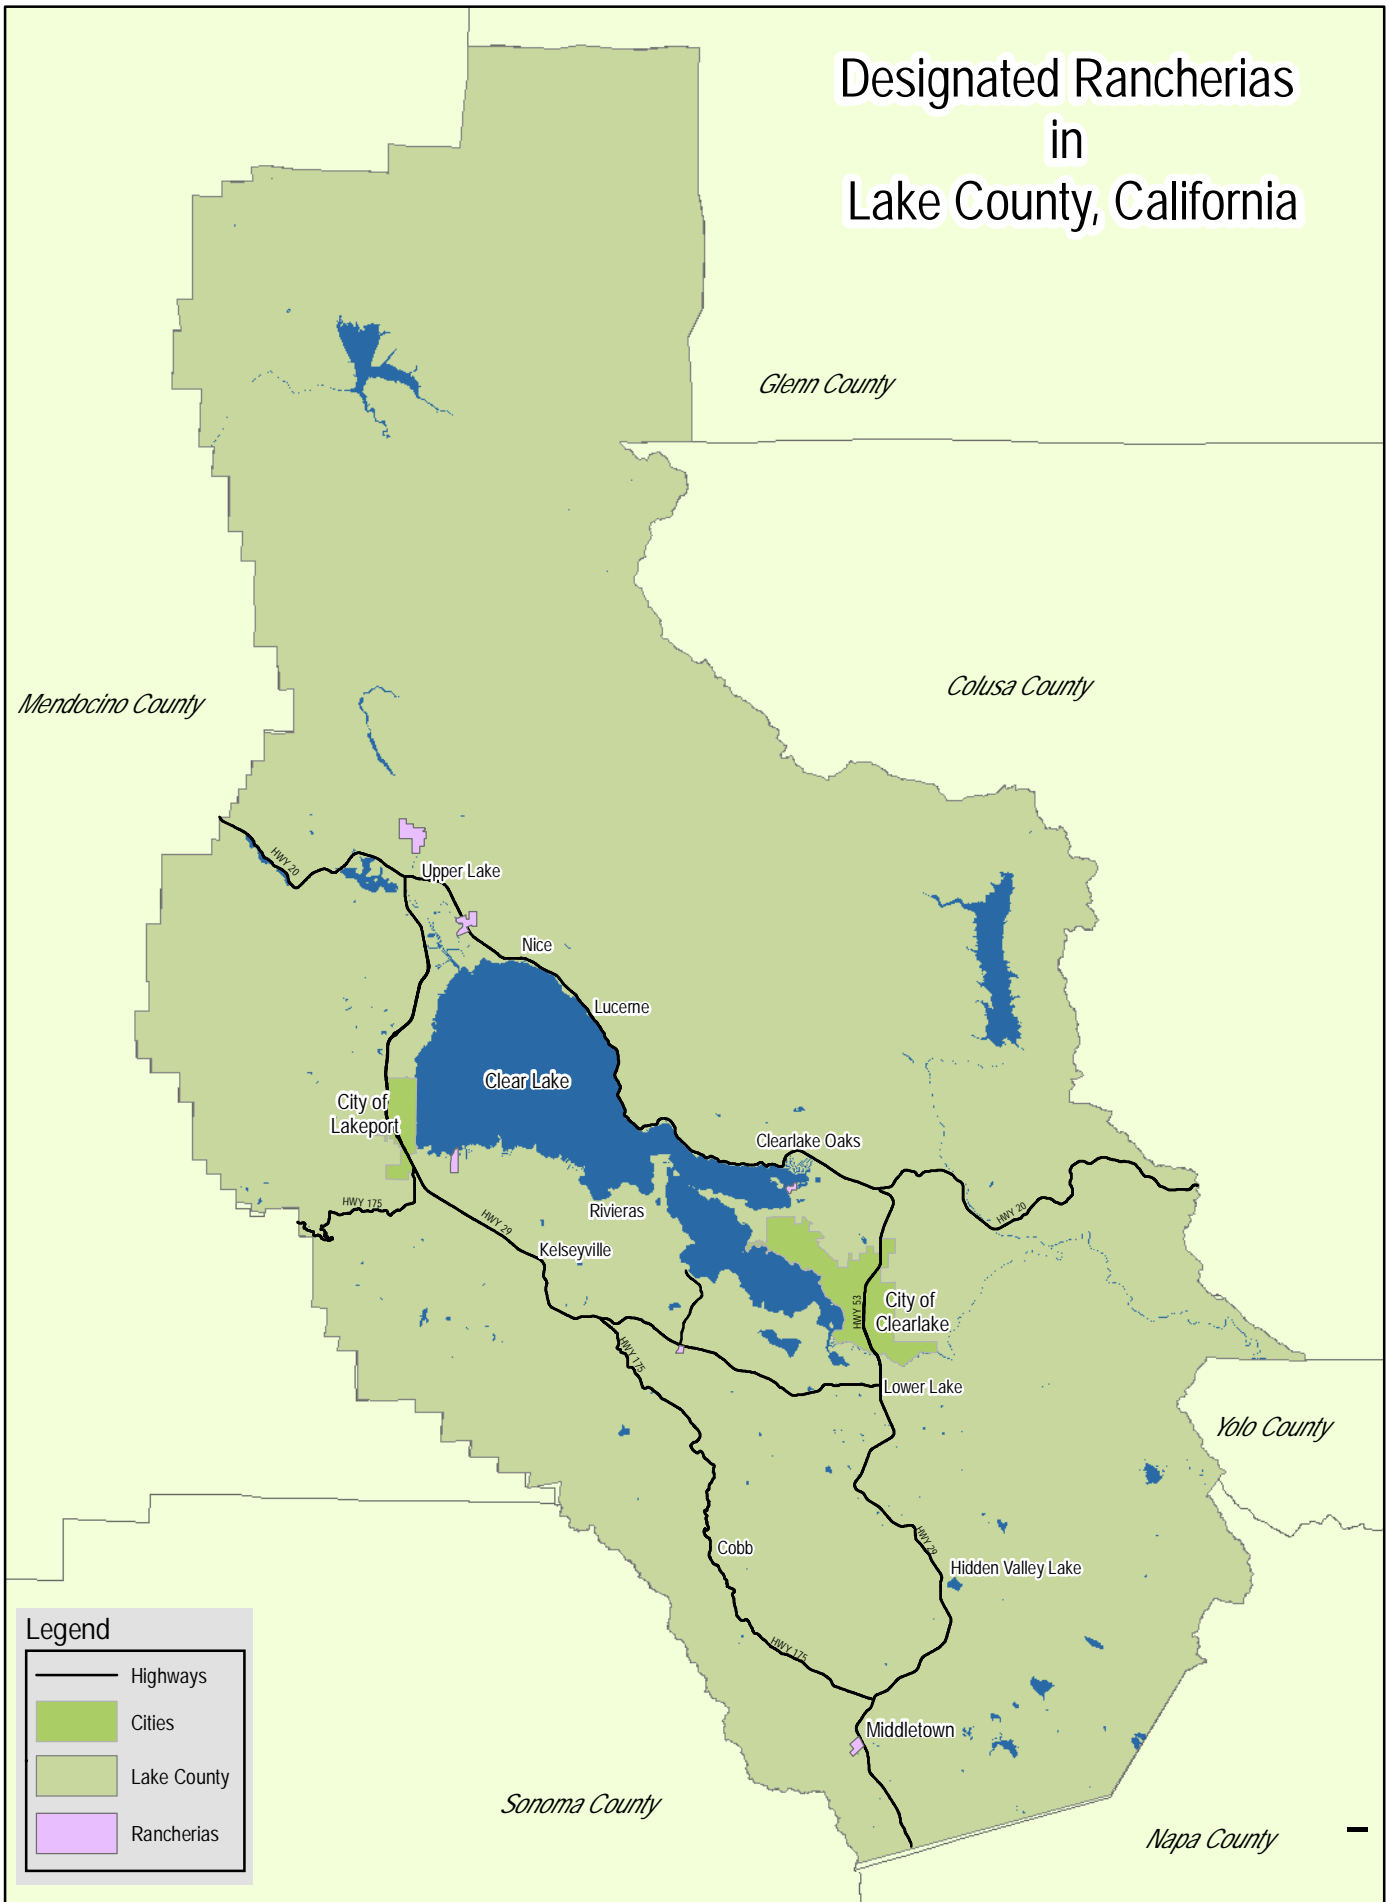 Designated Rancherias
in
Lake County, California
Glenn County
Colusa County
Mendocino County
HWY 20
Upper Lake
Nice
Lucerne
Clear Lake
City of
Lakeport
Clearlake Oaks
HWY 175
Rivieras
HWY 29
HWY 20
Kelseyville
HWY 53
City of
Clearlake
HWY 175
Lower Lake
Yolo County
HWY 29
Cobb
Hidden Valley Lake
HWY 175
Middletown
Sonoma County
Napa County
Legend
Highways
Cities
Lake County
Rancherias